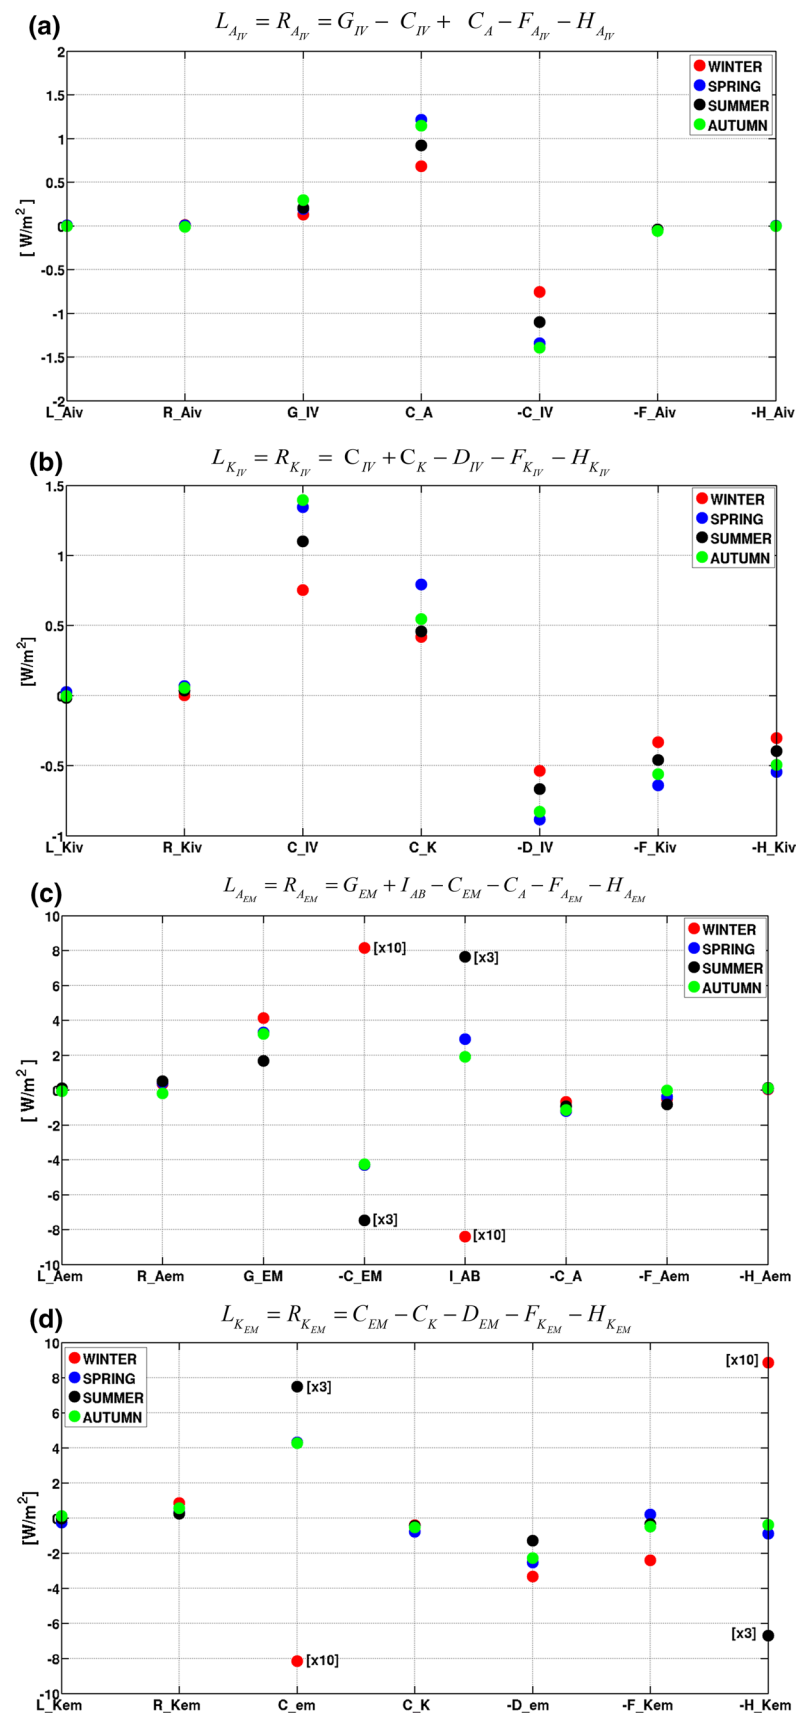 (a) L_{A_{IV}} = R_{A_{IV}} = G_{IV} − C_{IV} + C_A − F_{A_{IV}} − H_{A_{IV}}
2
1.5
1
0.5
0
-0.5
-1
-1.5
-2
[ W/m² ]
WINTER
SPRING
SUMMER
AUTUMN
L_Aiv R_Aiv G_IV C_A -C_IV -F_Aiv -H_Aiv
(b) L_{K_{IV}} = R_{K_{IV}} = C_{IV} + C_K − D_{IV} − F_{K_{IV}} − H_{K_{IV}}
1.5
1
0.5
0
-0.5
-1
[W/m²]
WINTER
SPRING
SUMMER
AUTUMN
L_Kiv R_Kiv C_IV C_K -D_IV -F_Kiv -H_Kiv
(c) L_{A_{EM}} = R_{A_{EM}} = G_{EM} + I_{AB} − C_{EM} − C_A − F_{A_{EM}} − H_{A_{EM}}
10
8
6
4
2
0
-2
-4
-6
-8
-10
[ W/m² ]
WINTER
SPRING
SUMMER
AUTUMN
[x10]
[x3]
[x3]
[x10]
L_Aem R_Aem G_EM -C_EM I_AB -C_A -F_Aem -H_Aem
(d) L_{K_{EM}} = R_{K_{EM}} = C_{EM} − C_K − D_{EM} − F_{K_{EM}} − H_{K_{EM}}
10
8
6
4
2
0
-2
-4
-6
-8
-10
[W/m²]
WINTER
SPRING
SUMMER
AUTUMN
[x10]
[x3]
[x3]
[x10]
L_Kem R_Kem C_em C_K -D_em -F_Kem -H_Kem